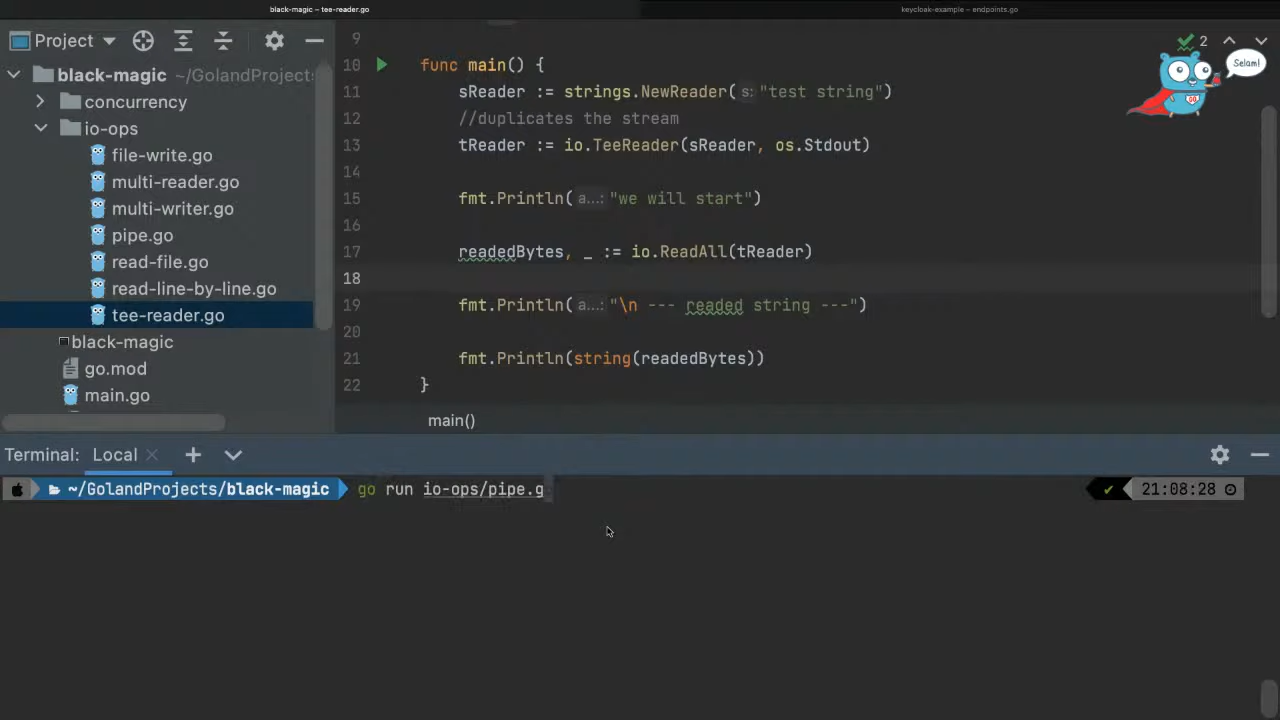 black-magic – tee-reader.go
keycloak-example – endpoints.go
Project
black-magic ~/GolandProjects
concurrency
io-ops
file-write.go
multi-reader.go
multi-writer.go
pipe.go
read-file.go
read-line-by-line.go
tee-reader.go
black-magic
go.mod
main.go
2
Selam!
9
10 func main() {
11 sReader := strings.NewReader( s: "test string")
12 //duplicates the stream
13 tReader := io.TeeReader(sReader, os.Stdout)
14
15 fmt.Println( a...: "we will start")
16
17 readedBytes, _ := io.ReadAll(tReader)
18
19 fmt.Println( a...: "\n --- readed string ---")
20
21 fmt.Println(string(readedBytes))
22 }
main()
Terminal: Local
~/GolandProjects/black-magic go run io-ops/pipe.g
21:08:28